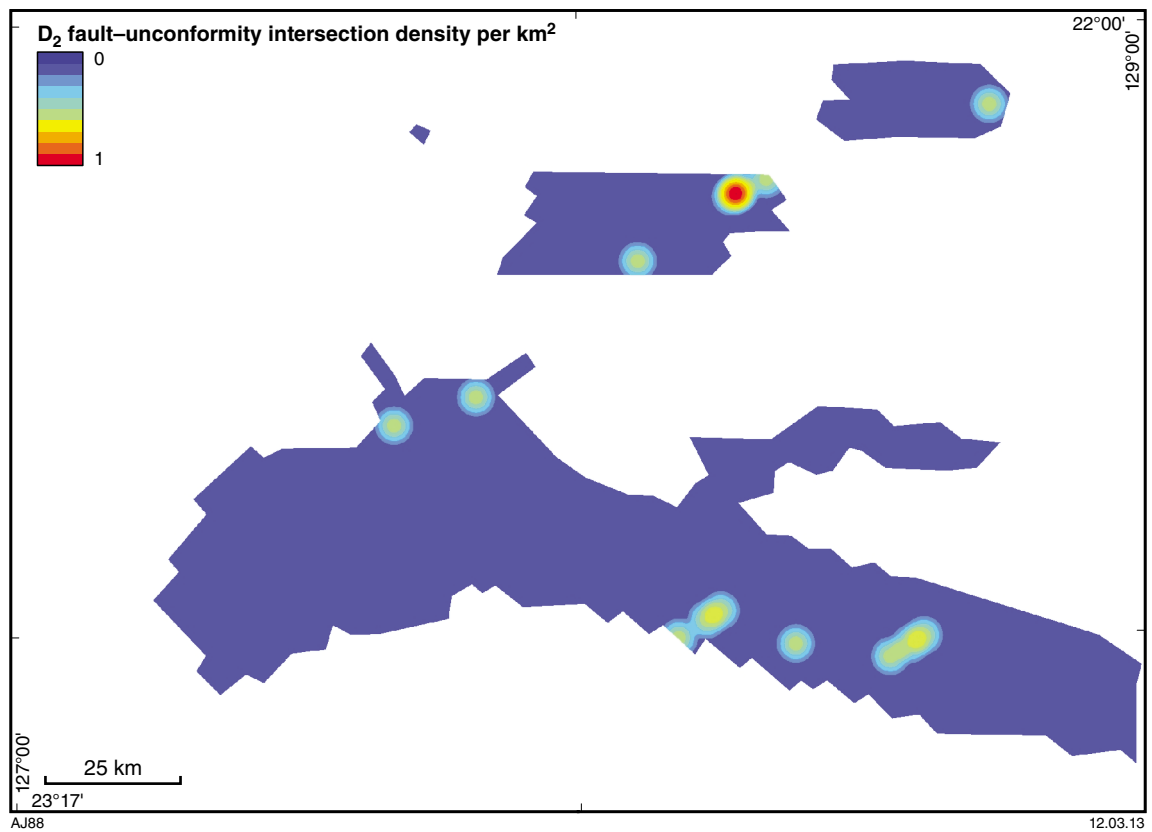 D₂ fault–unconformity intersection density per km²
0
1
22°00'
129°00'
127°00'
25 km
23°17'
AJ88
12.03.13